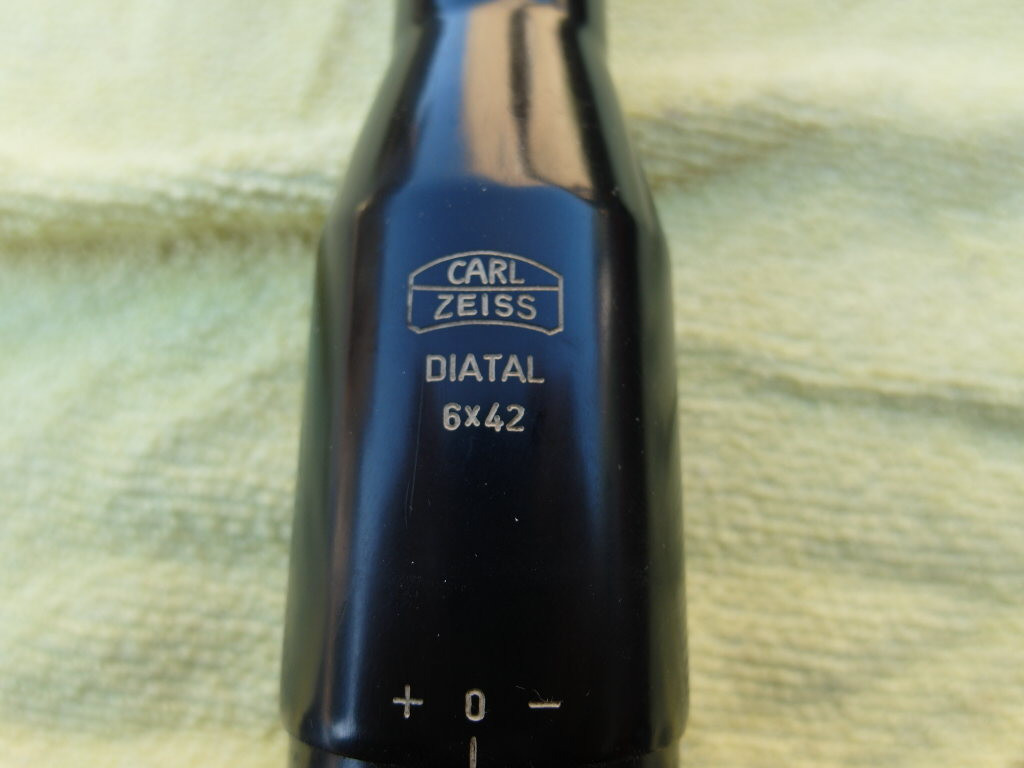 CARL
ZEISS
DIATAL
6x42
+ 0 −